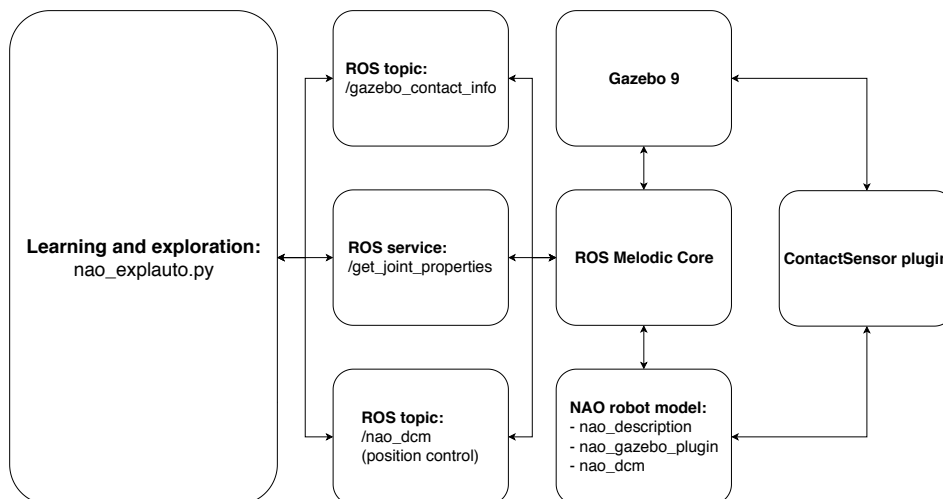 Learning and exploration:
nao_explauto.py
ROS topic:
/gazebo_contact_info
ROS service:
/get_joint_properties
ROS topic:
/nao_dcm
(position control)
Gazebo 9
ROS Melodic Core
NAO robot model:
- nao_description
- nao_gazebo_plugin
- nao_dcm
ContactSensor plugin